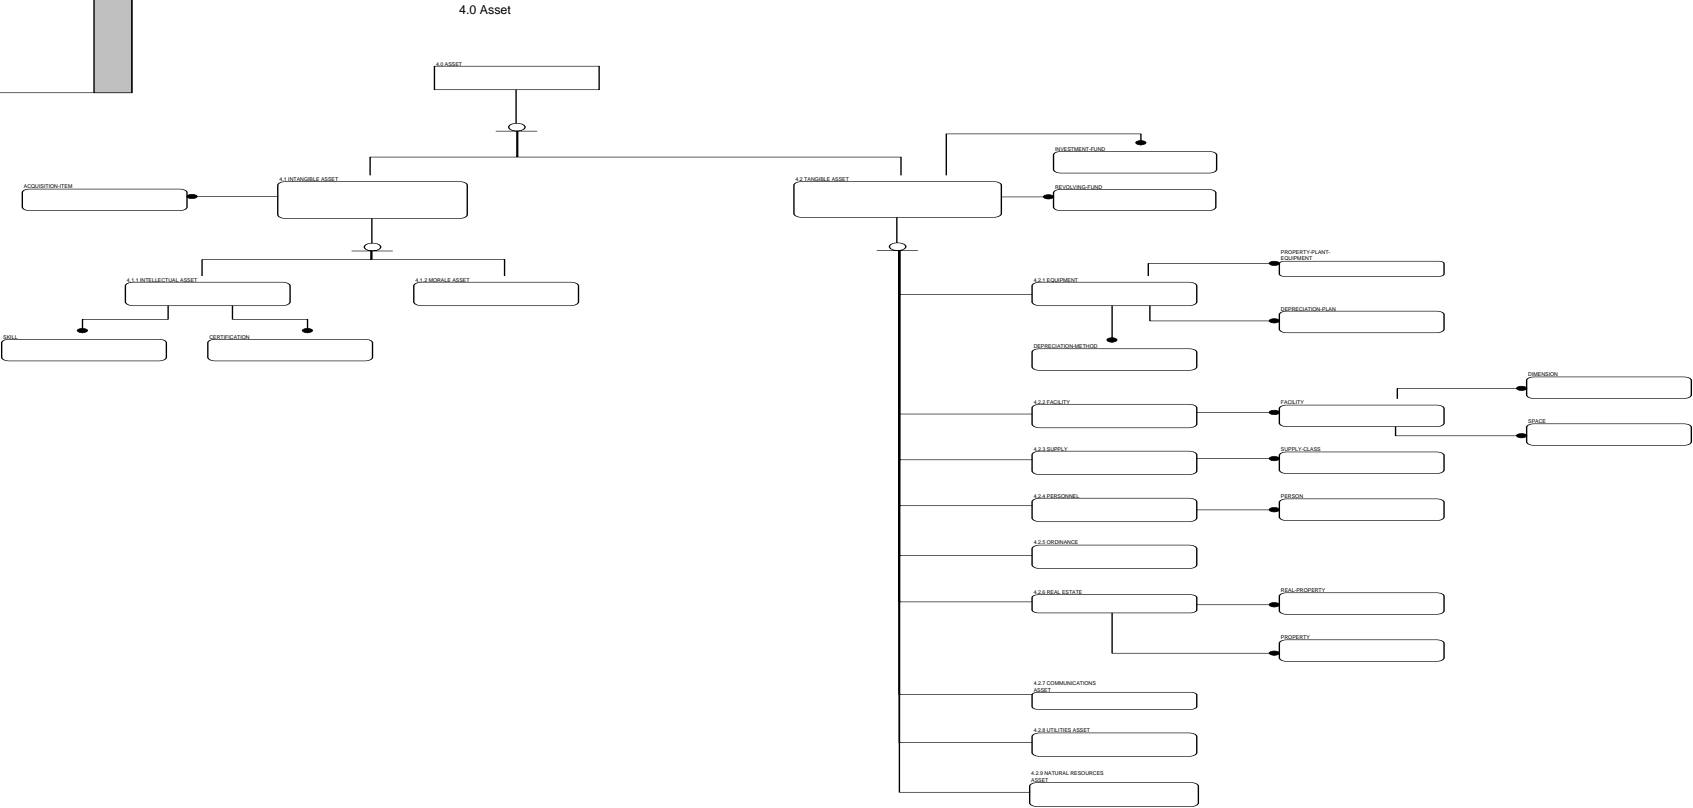 4.0 Asset
4.0 ASSET
INVESTMENT-FUND
4.1 INTANGIBLE ASSET
4.2 TANGIBLE ASSET
ACQUISITION-ITEM
REVOLVING-FUND
PROPERTY-PLANT-
EQUIPMENT
4.1.1 INTELLECTUAL ASSET
4.1.2 MORALE ASSET
4.2.1 EQUIPMENT
DEPRECIATION-PLAN
SKILL
CERTIFICATION
DEPRECIATION-METHOD
DIMENSION
4.2.2 FACILITY
FACILITY
SPACE
4.2.3 SUPPLY
SUPPLY-CLASS
4.2.4 PERSONNEL
PERSON
4.2.5 ORDINANCE
4.2.6 REAL ESTATE
REAL-PROPERTY
PROPERTY
4.2.7 COMMUNICATIONS
ASSET
4.2.8 UTILITIES ASSET
4.2.9 NATURAL RESOURCES
ASSET